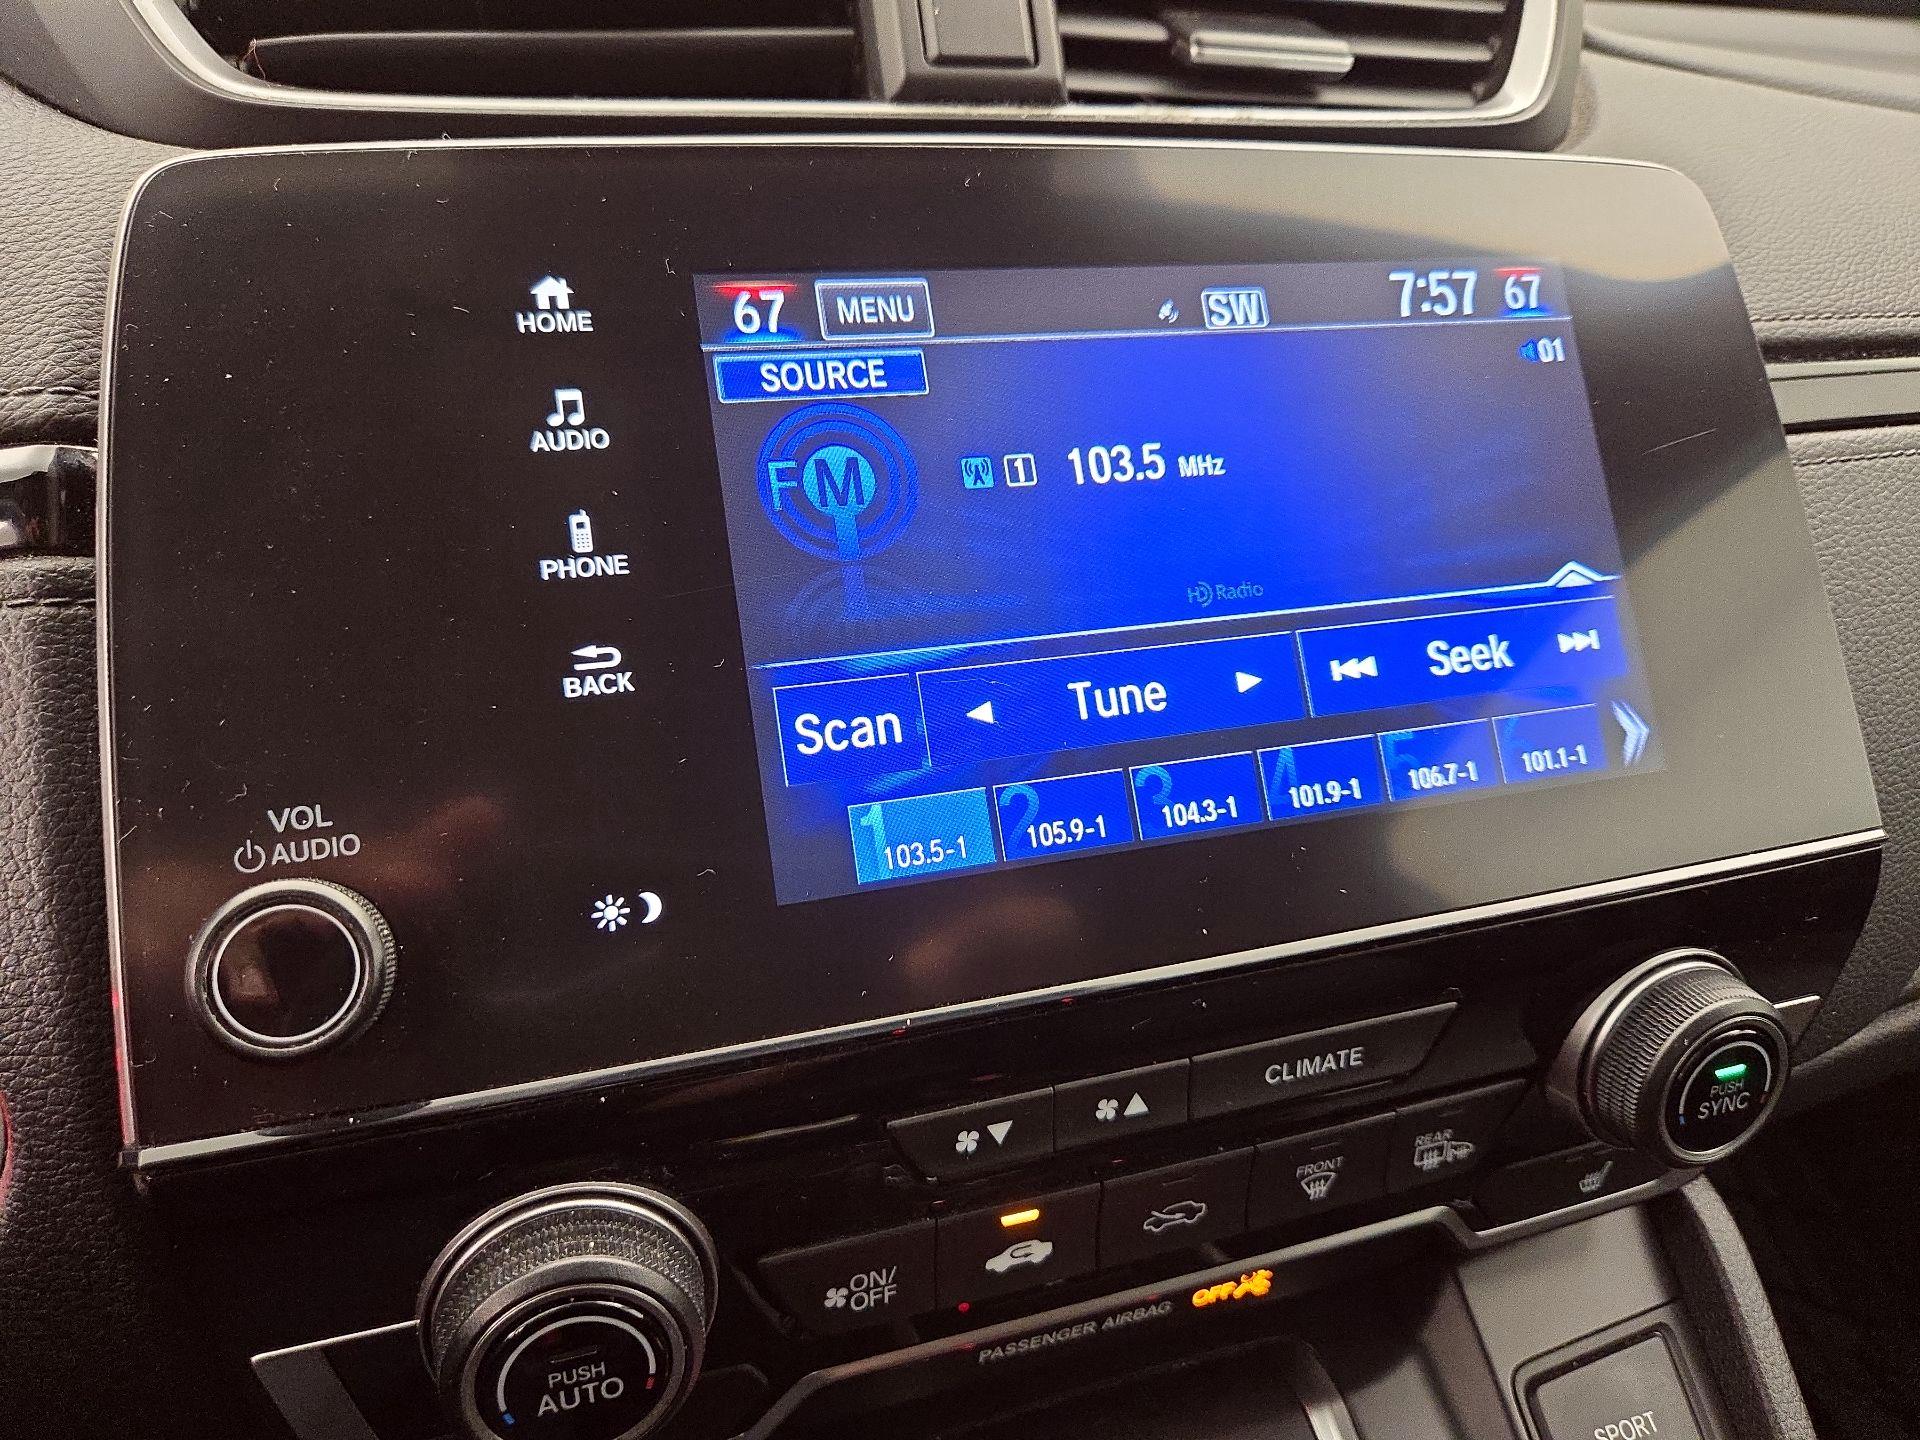 67 MENU SW 7:57 67
HOME
SOURCE
01
AUDIO
FM
1 103.5 MHz
PHONE
HD Radio
BACK
Scan Tune Seek
1 103.5-1
2 105.9-1
3 104.3-1
4 101.9-1
5 106.7-1
6 101.1-1
VOL
AUDIO
CLIMATE
PUSH
SYNC
FRONT
REAR
ON/
OFF
PASSENGER AIRBAG OFF
PUSH
AUTO
SPORT